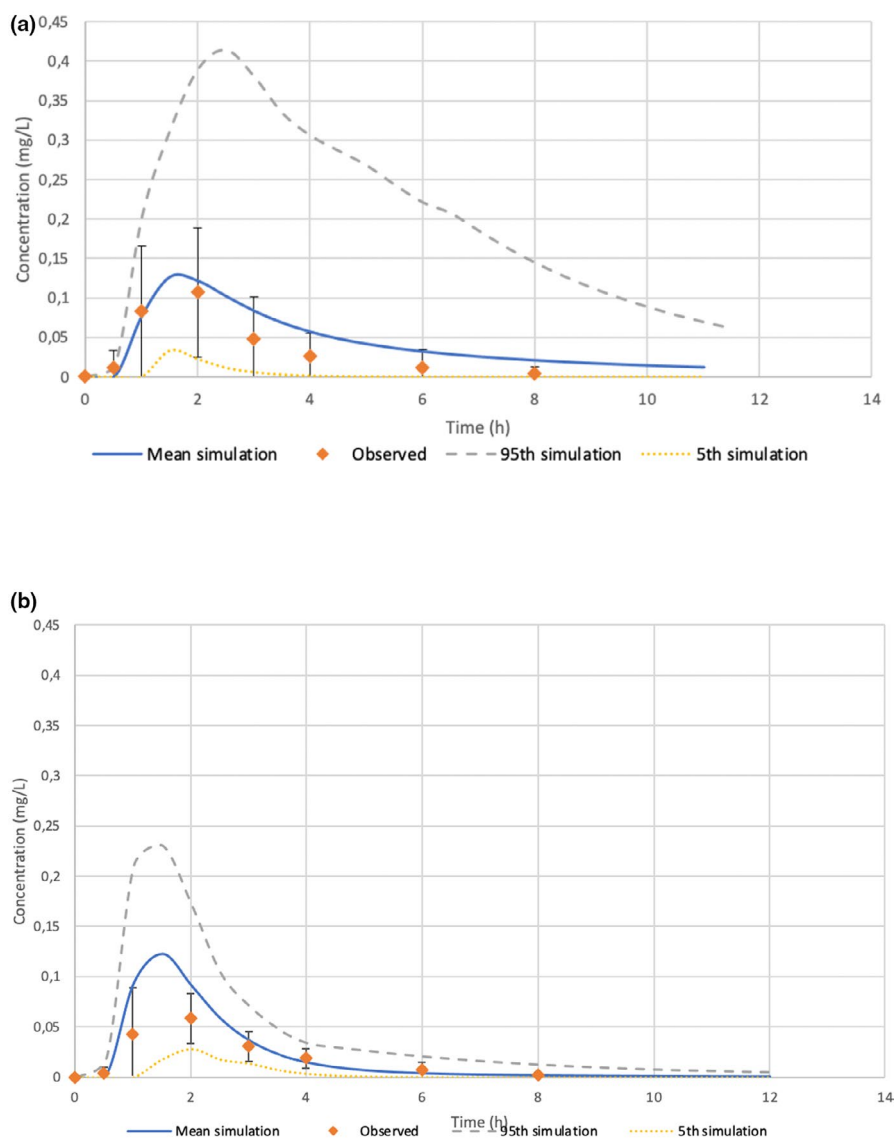 (a)
0,45
0,4
0,35
0,3
0,25
0,2
0,15
0,1
0,05
0
Concentration (mg/L)
0 2 4 6 8 10 12 14
Time (h)
Mean simulation Observed 95th simulation 5th simulation
(b)
0,45
0,4
0,35
0,3
0,25
0,2
0,15
0,1
0,05
0
Concentration (mg/L)
0 2 4 6 8 10 12 14
Time (h)
Mean simulation Observed 95th simulation 5th simulation